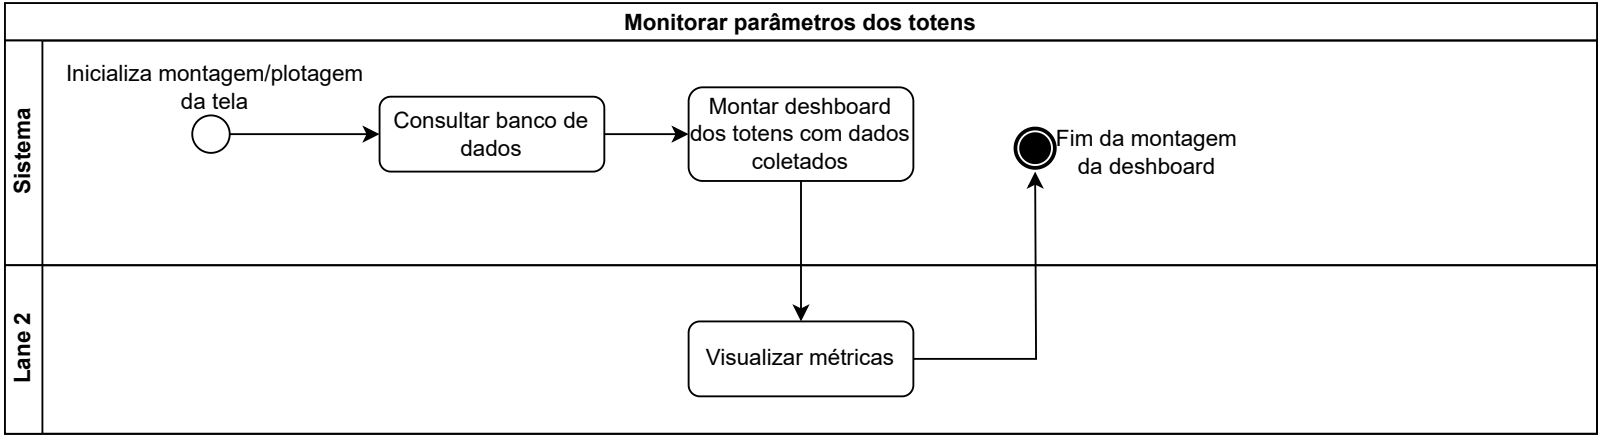 Monitorar parâmetros dos totens
Sistema
Inicializa montagem/plotagem
da tela
Consultar banco de
dados
Montar deshboard
dos totens com dados
coletados
Fim da montagem
da deshboard
Lane 2
Visualizar métricas